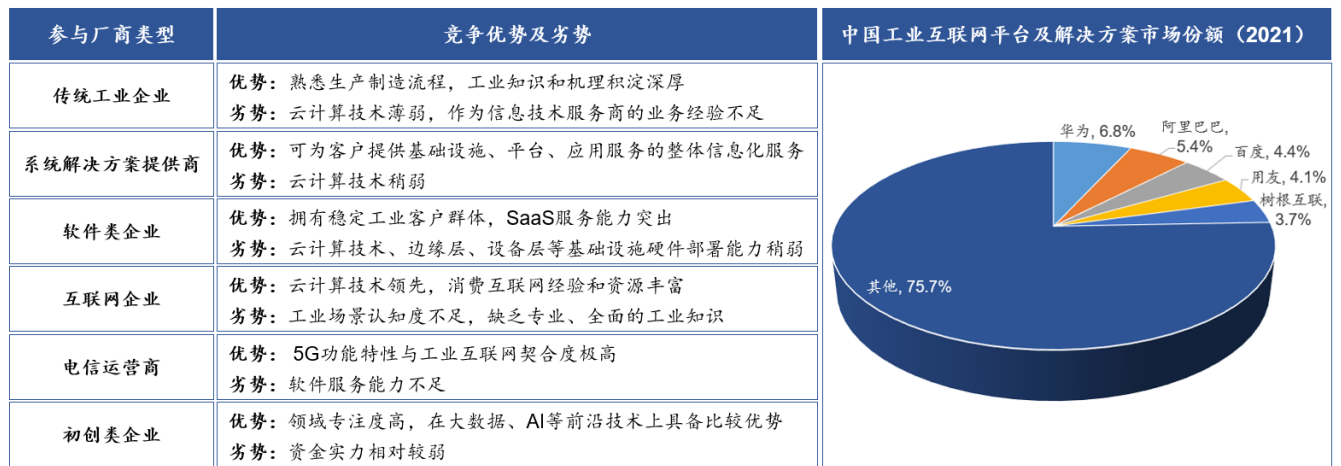 参与厂商类型
竞争优势及劣势
中国工业互联网平台及解决方案市场份额（2021）
传统工业企业
优势：熟悉生产制造流程，工业知识和机理积淀深厚
劣势：云计算技术薄弱，作为信息技术服务商的业务经验不足
系统解决方案提供商
优势：可为客户提供基础设施、平台、应用服务的整体信息化服务
劣势：云计算技术稍弱
软件类企业
优势：拥有稳定工业客户群体，SaaS服务能力突出
劣势：云计算技术、边缘层、设备层等基础设施硬件部署能力稍弱
互联网企业
优势：云计算技术领先，消费互联网经验和资源丰富
劣势：工业场景认知度不足，缺乏专业、全面的工业知识
电信运营商
优势： 5G功能特性与工业互联网契合度极高
劣势：软件服务能力不足
初创类企业
优势：领域专注度高，在大数据、AI等前沿技术上具备比较优势
劣势：资金实力相对较弱
华为, 6.8%
阿里巴巴,
5.4%
百度, 4.4%
用友, 4.1%
树根互联,
3.7%
其他, 75.7%